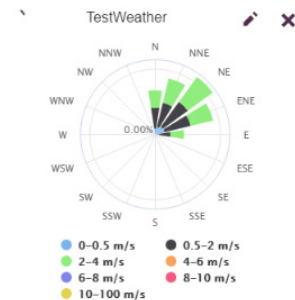 TestWeather
N
NNW NNE
NW NE
WNW ENE
0.00%
W E
WSW ESE
SW SE
SSW SSE
S
0-0.5 m/s 0.5-2 m/s
2-4 m/s 4-6 m/s
6-8 m/s 8-10 m/s
10-100 m/s